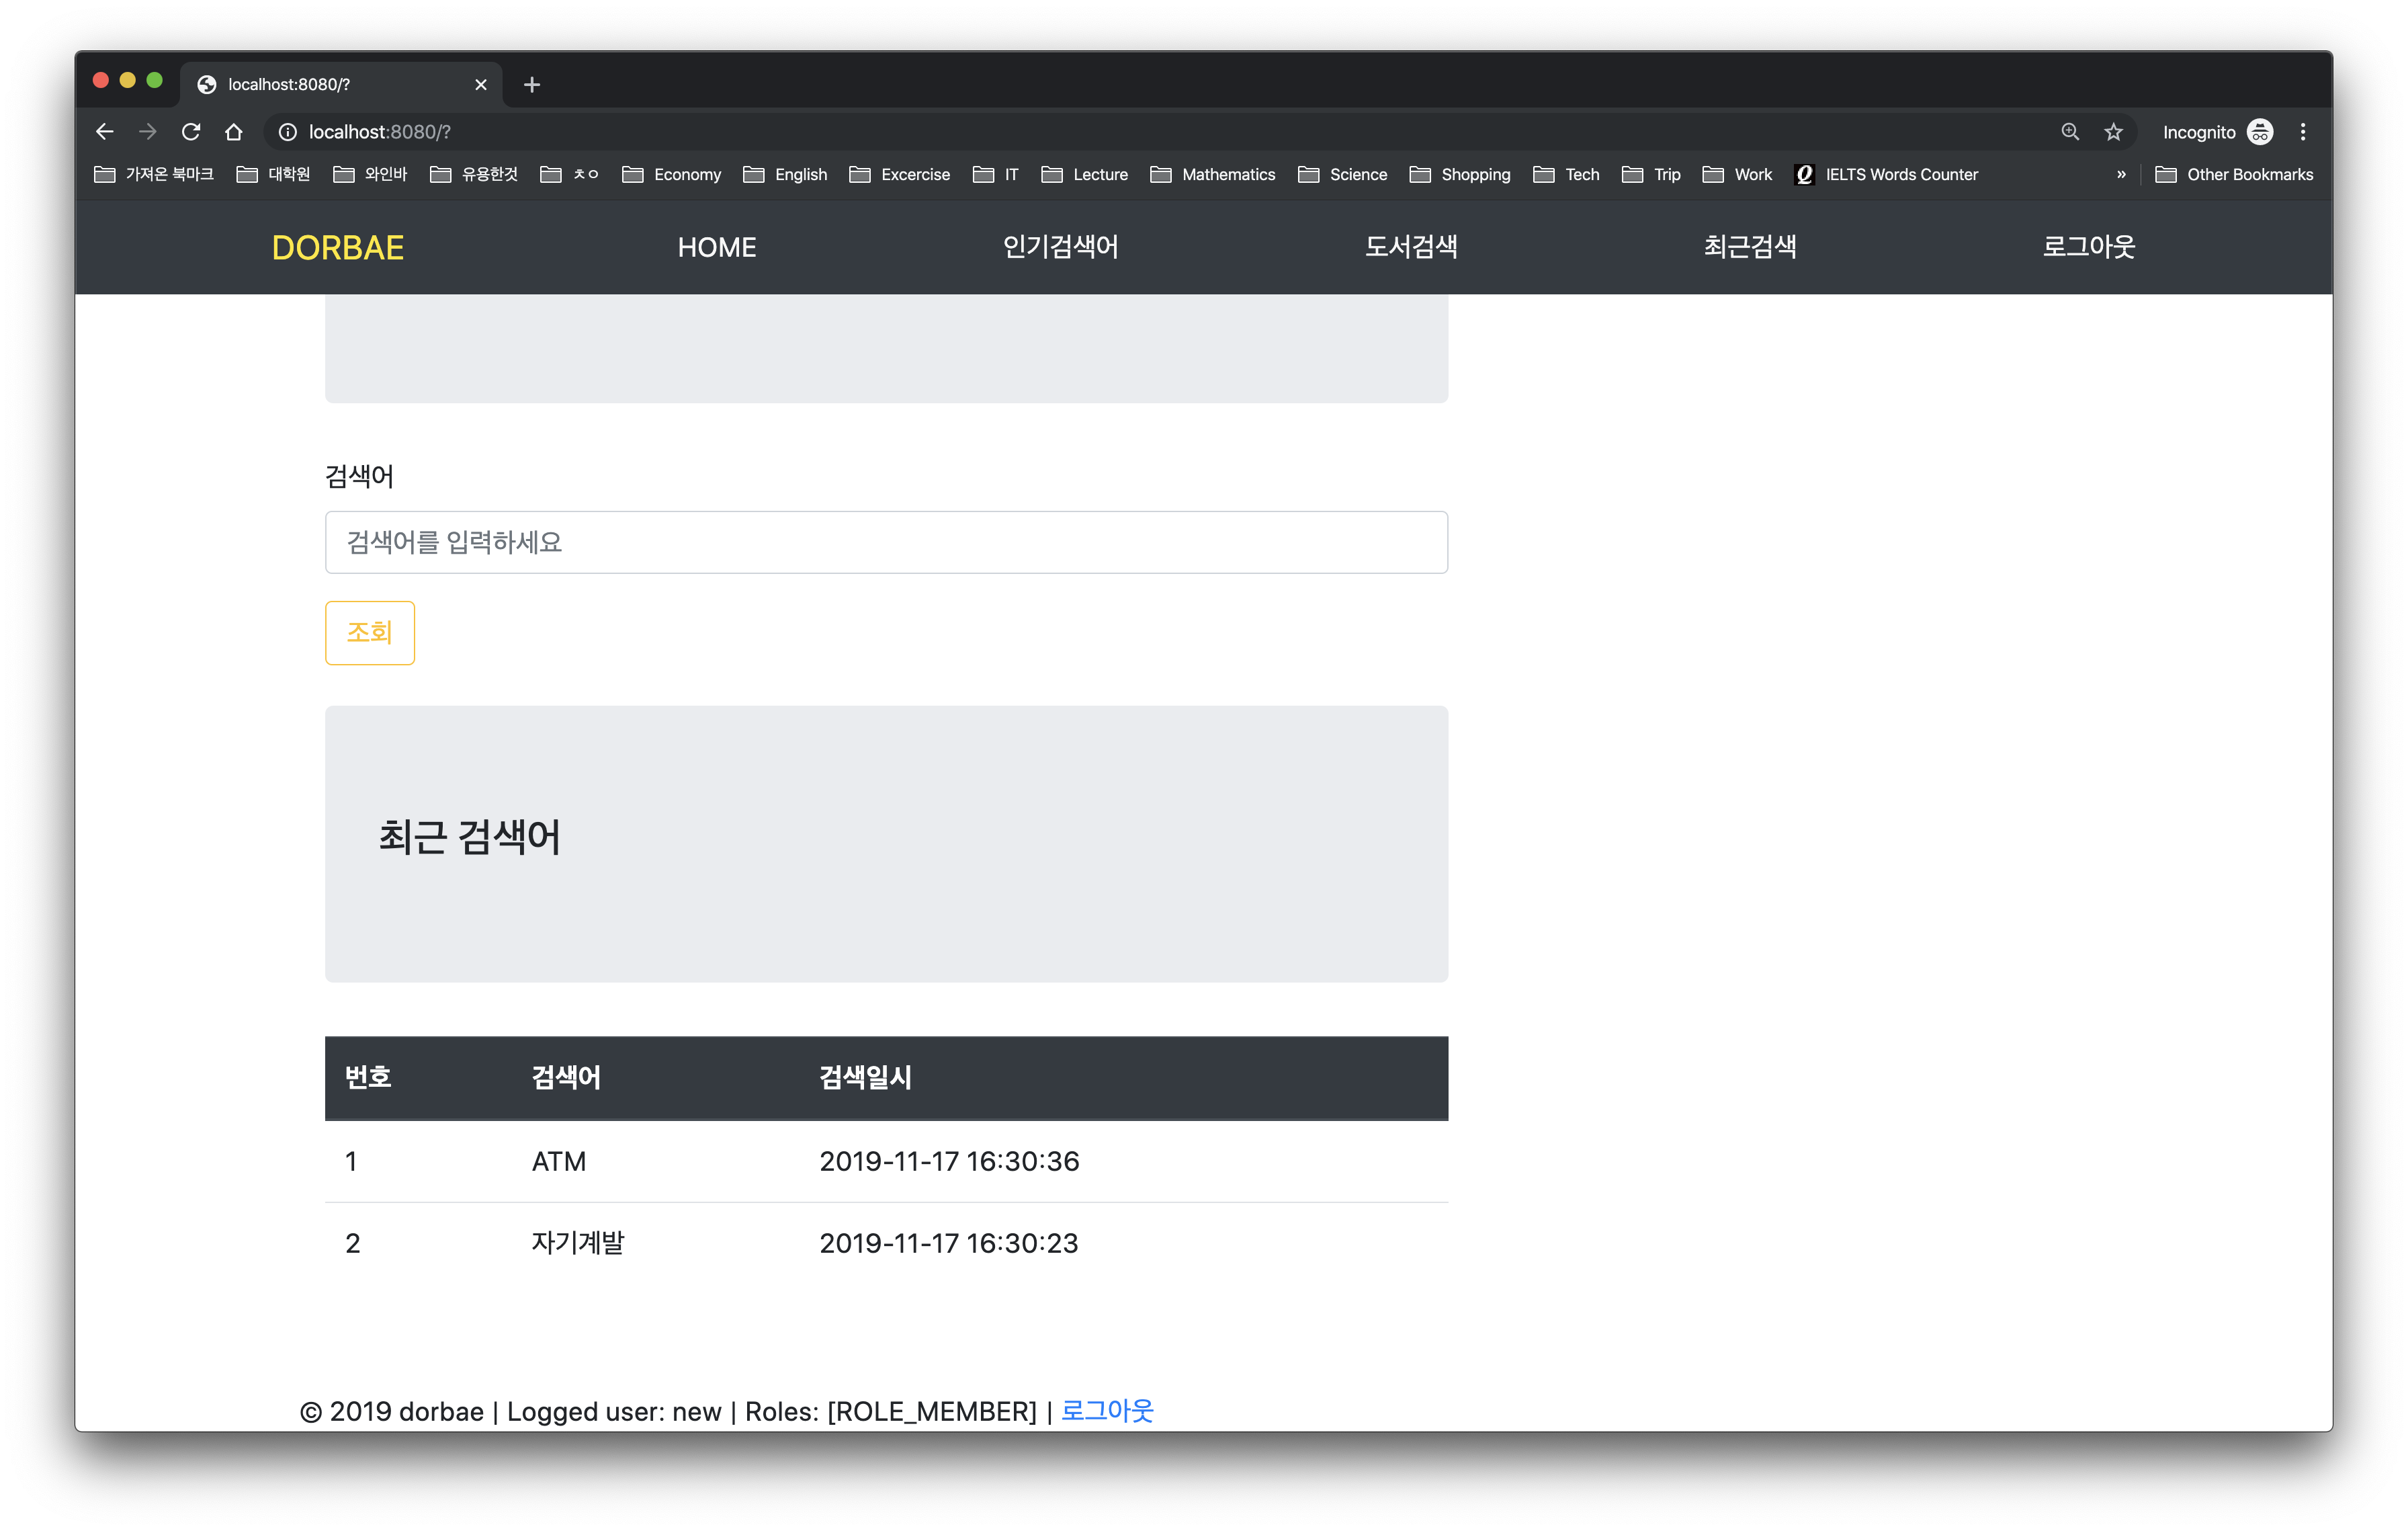 localhost:8080/?
localhost:8080/? Incognito
가져온 북마크 대학원 와인바 유용한것 ㅊㅇ Economy English Excercise IT Lecture Mathematics Science Shopping Tech Trip Work IELTS Words Counter » Other Bookmarks
DORBAE HOME 인기검색어 도서검색 최근검색 로그아웃
검색어
검색어를 입력하세요
조회
최근 검색어
번호 검색어 검색일시
1 ATM 2019-11-17 16:30:36
2 자기계발 2019-11-17 16:30:23
© 2019 dorbae | Logged user: new | Roles: [ROLE_MEMBER] | 로그아웃